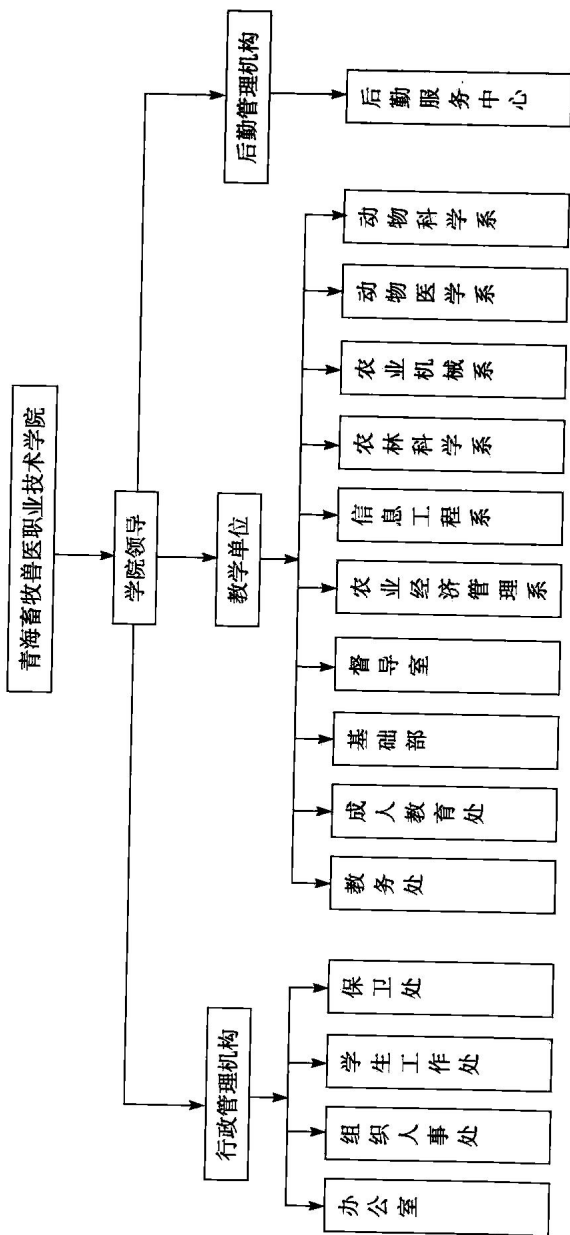 青海畜牧兽医职业技术学院
学院领导
行政管理机构
教学单位
后勤管理机构
办公室
组织人事处
学生工作处
保卫处
教务处
成人教育处
基础部
督导室
农业经济管理系
信息工程系
农林科学系
农业机械系
动物医学系
动物科学系
后勤服务中心